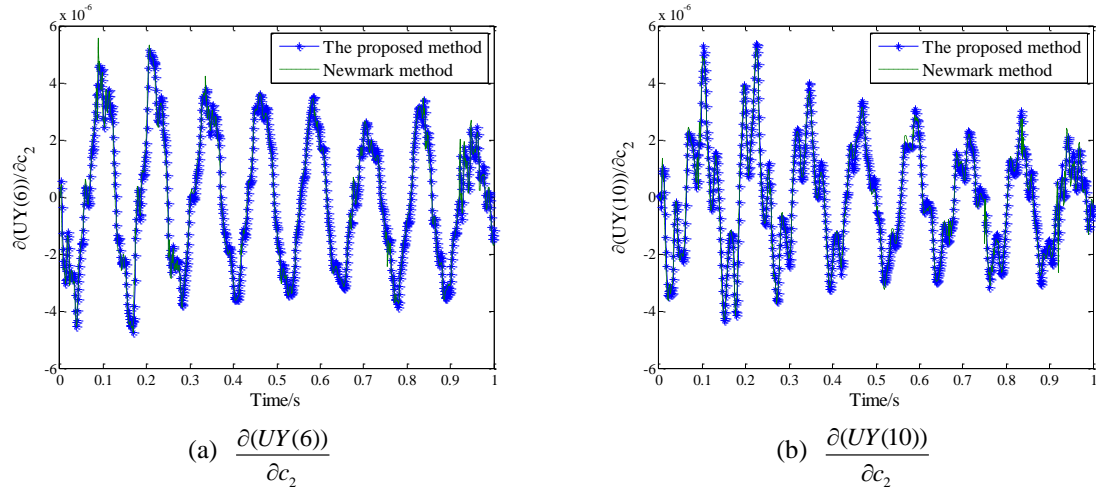 x 10⁻⁶
6
4
2
0
-2
-4
-6
∂(UY(6))/∂c₂
The proposed method
Newmark method
0 0.1 0.2 0.3 0.4 0.5 0.6 0.7 0.8 0.9 1
Time/s
(a) ∂(UY(6))/∂c₂
x 10⁻⁶
6
4
2
0
-2
-4
-6
∂(UY(10))/∂c₂
The proposed method
Newmark method
0 0.1 0.2 0.3 0.4 0.5 0.6 0.7 0.8 0.9 1
Time/s
(b) ∂(UY(10))/∂c₂